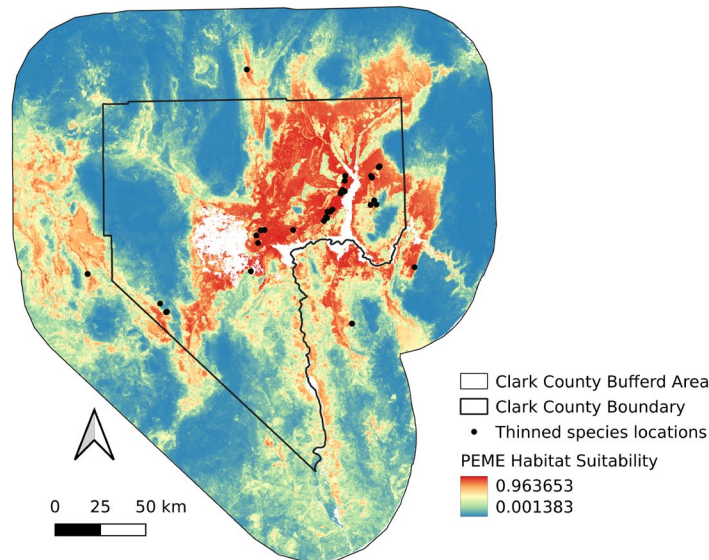 Clark County Bufferd Area
Clark County Boundary
Thinned species locations
PEME Habitat Suitability
0.963653
0.001383
0 25 50 km